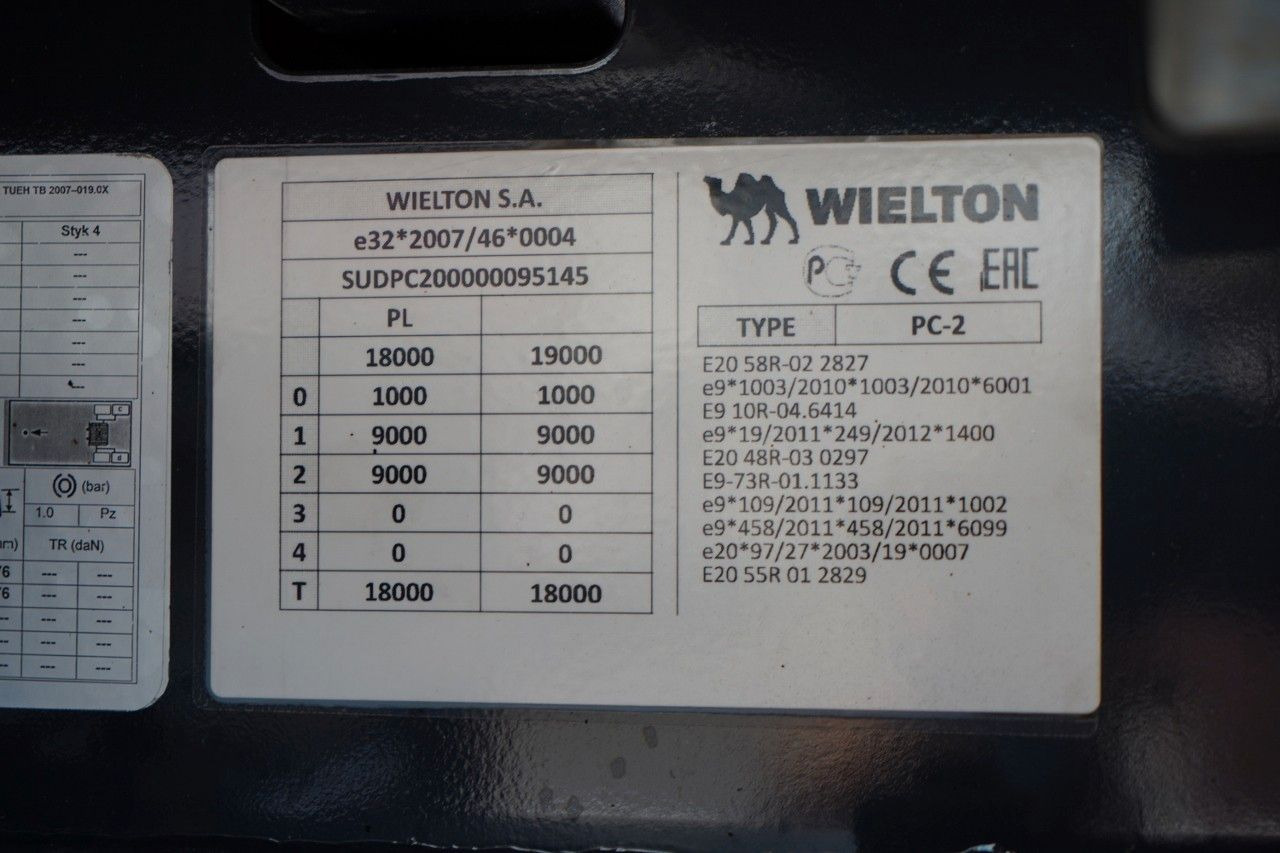 TUEH TB 2007-019.0X
Styk 4
---
---
---
---
---
---
c
d
(bar)
1.0 Pz
TR (daN)
--- ---
--- ---
--- ---
--- ---
--- ---
WIELTON S.A.
e32*2007/46*0004
SUDPC200000095145
PL
18000 19000
0 1000 1000
1 9000 9000
2 9000 9000
3 0 0
4 0 0
T 18000 18000
WIELTON
PCT CE EAC
TYPE PC-2
E20 58R-02 2827
e9*1003/2010*1003/2010*6001
E9 10R-04.6414
e9*19/2011*249/2012*1400
E20 48R-03 0297
E9-73R-01.1133
e9*109/2011*109/2011*1002
e9*458/2011*458/2011*6099
e20*97/27*2003/19*0007
E20 55R 01 2829